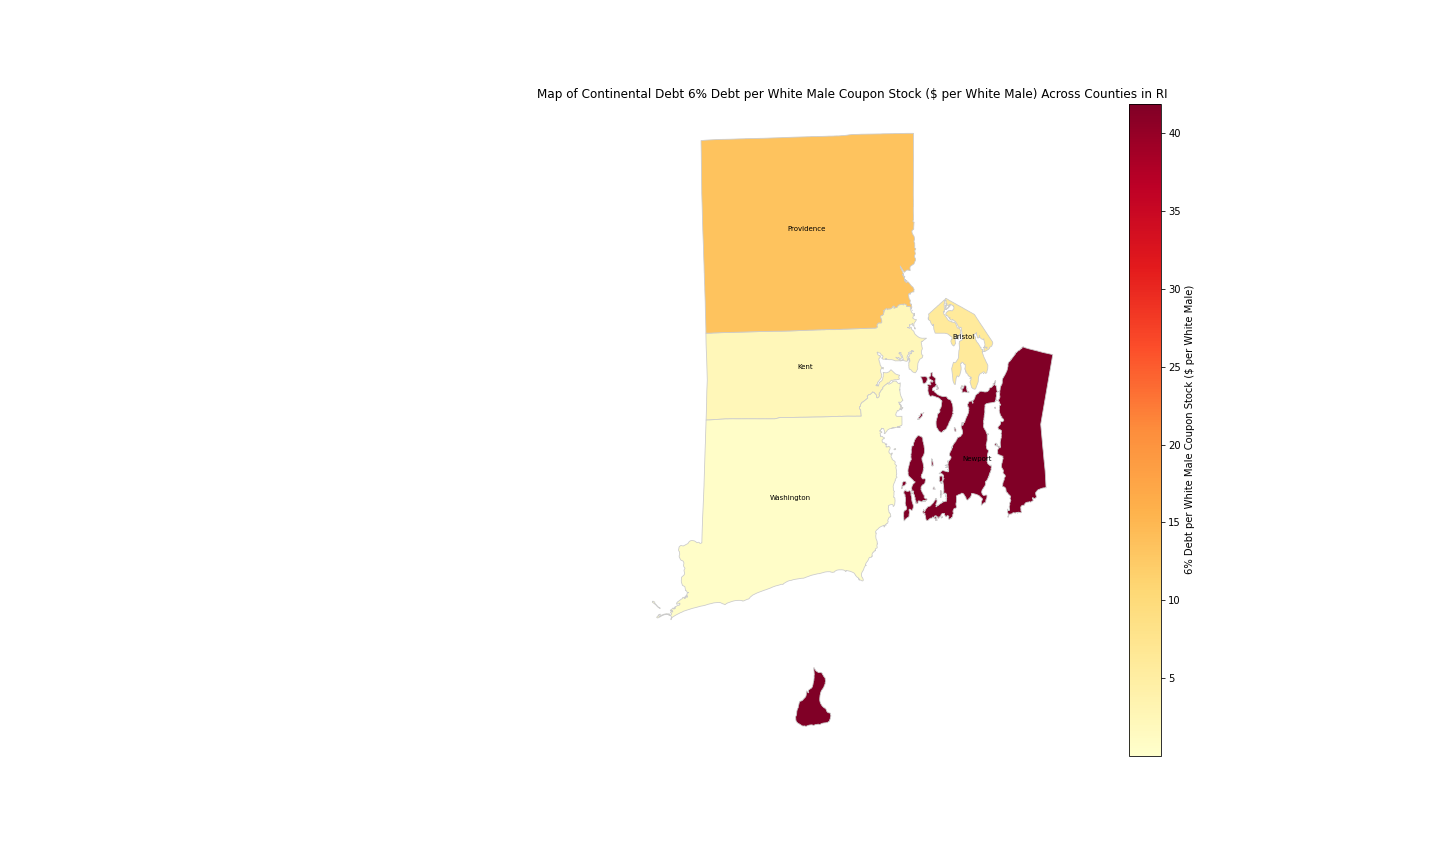 Map of Continental Debt 6% Debt per White Male Coupon Stock ($ per White Male) Across Counties in RI
40
35
30
25
20
15
10
5
6% Debt per White Male Coupon Stock ($ per White Male)
Providence
Bristol
Kent
Newport
Washington